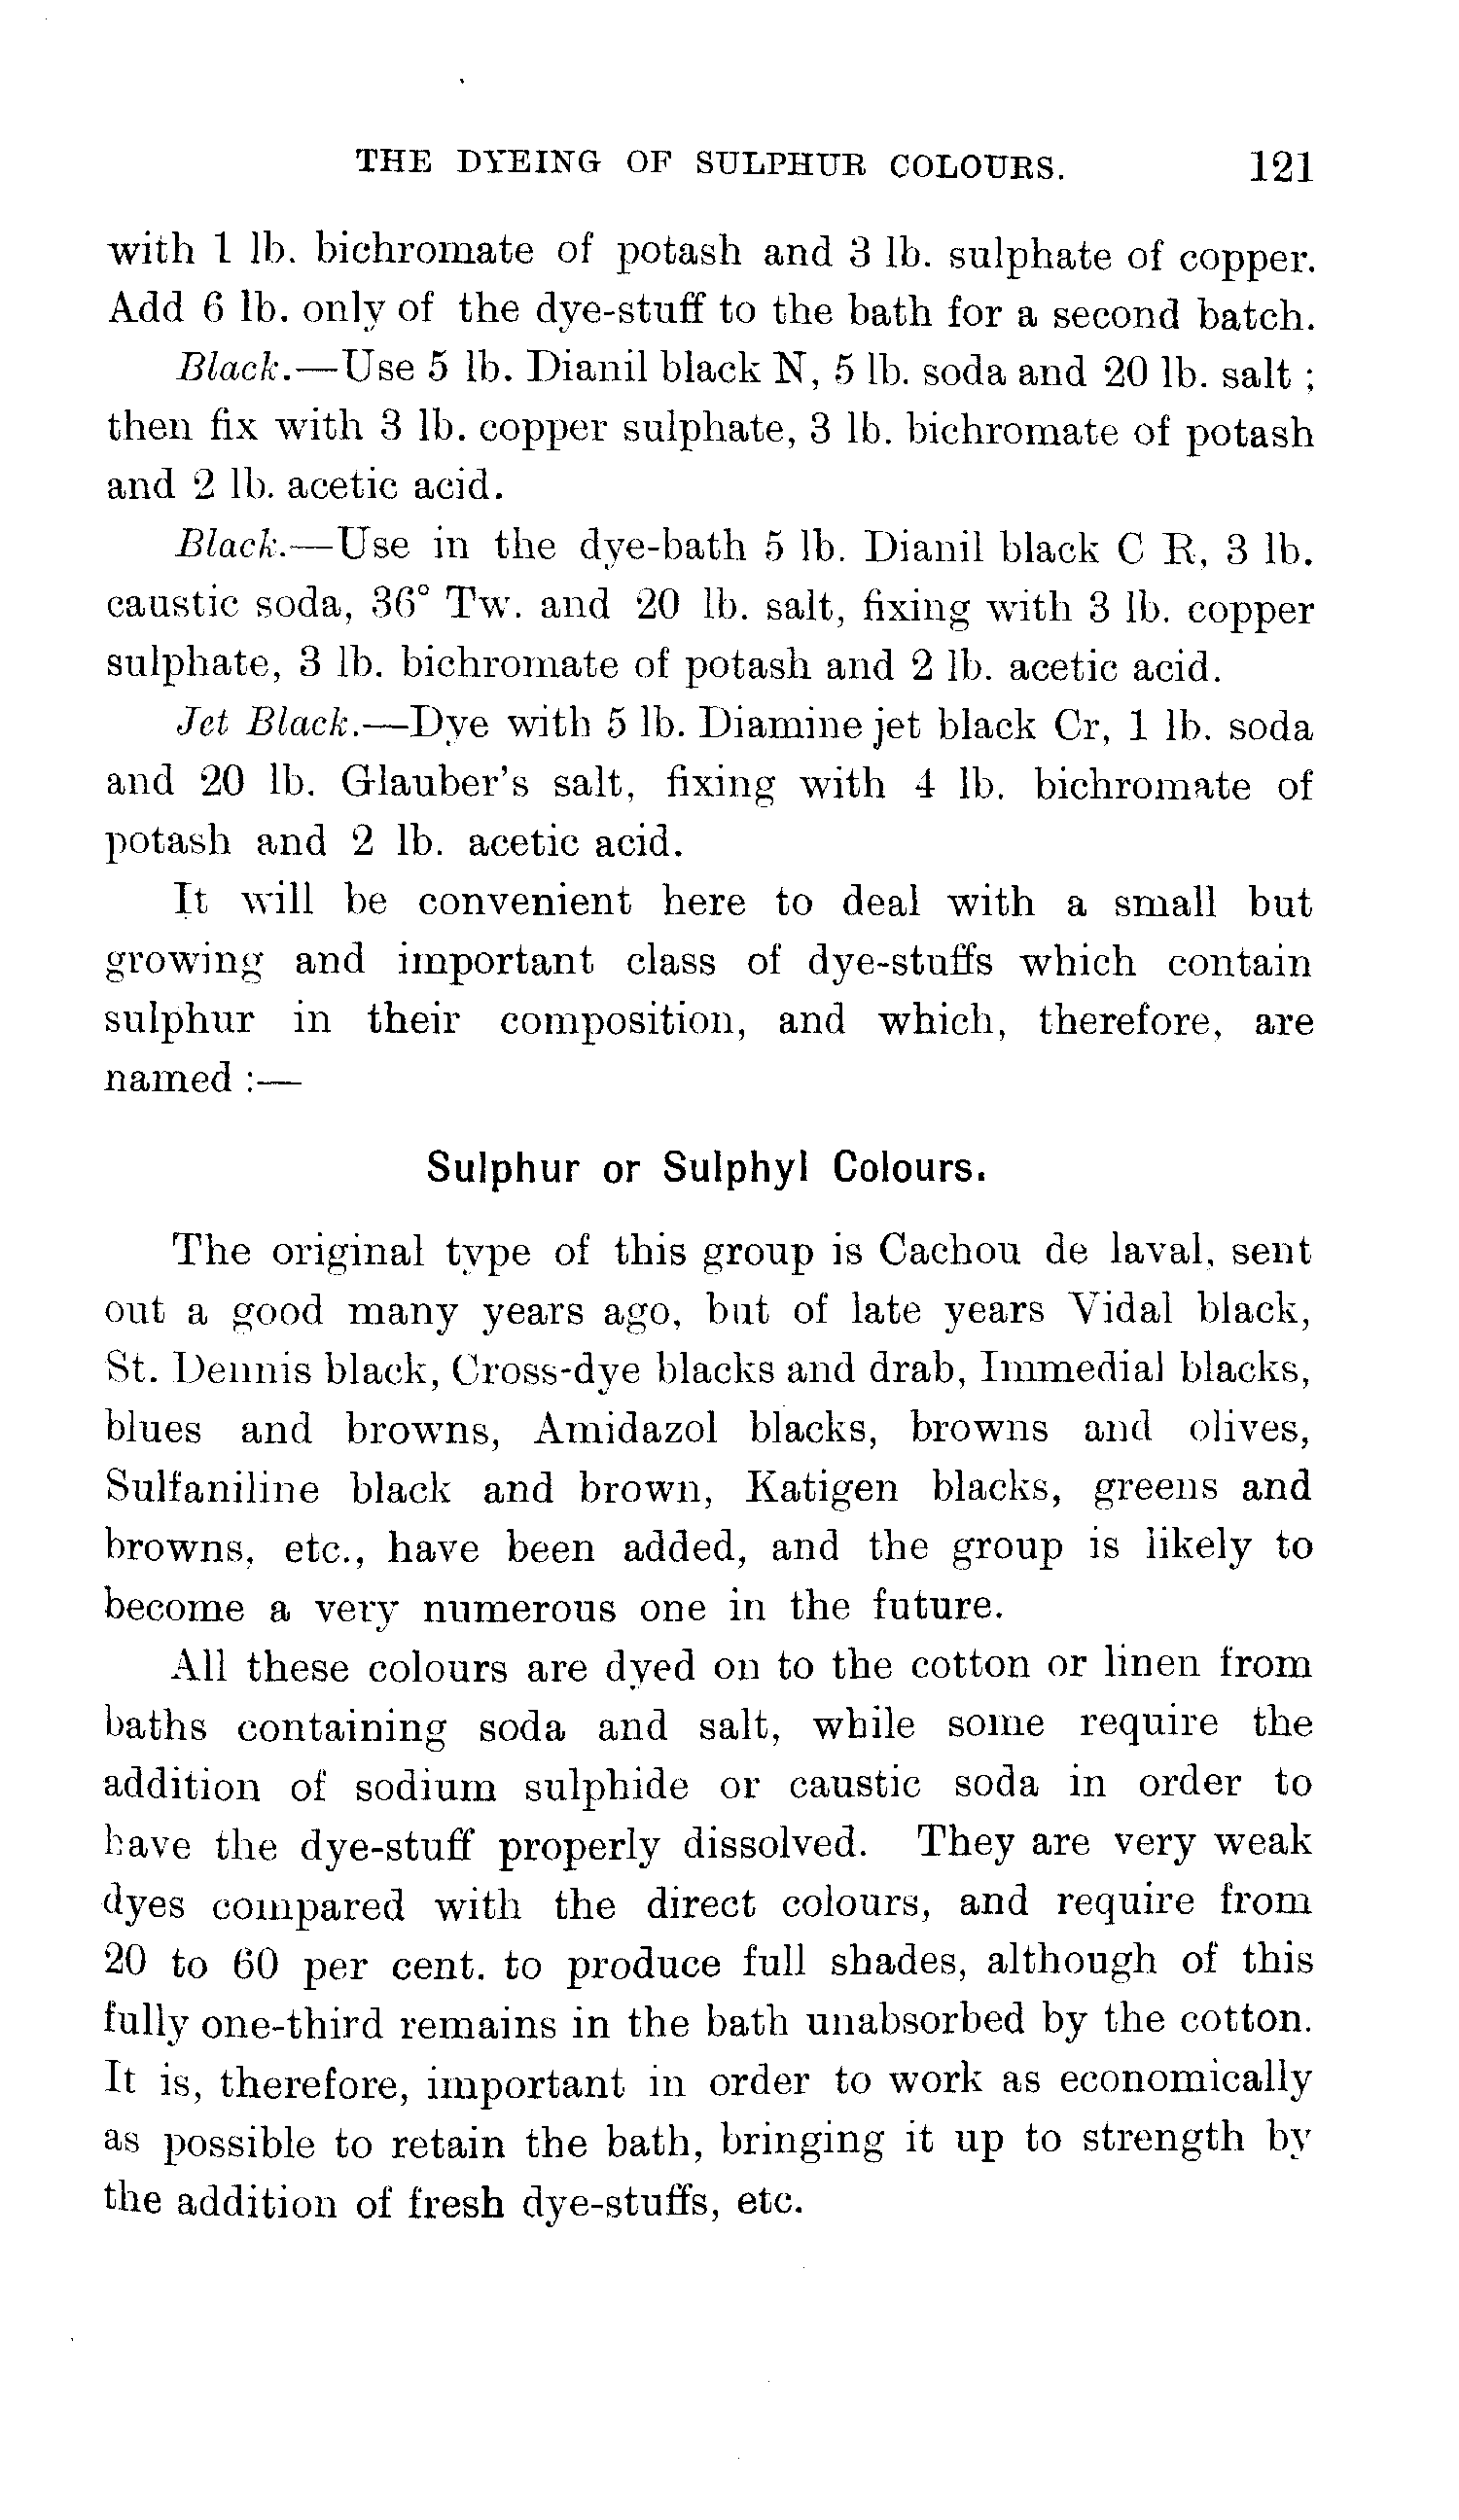 THE DYEING OF SULPHUR COLOURS. 121
with 1 lb. bichromate of potash and 3 lb. sulphate of copper.
Add 6 lb. only of the dye-stuff to the bath for a second batch.
Black.—Use 5 lb. Dianil black N, 5 lb. soda and 20 lb. salt ;
then fix with 3 lb. copper sulphate, 3 lb. bichromate of potash
and 2 lb. acetic acid.
Black.—Use in the dye-bath 5 lb. Dianil black C R, 3 lb.
caustic soda, 36° Tw. and 20 lb. salt, fixing with 3 lb. copper
sulphate, 3 lb. bichromate of potash and 2 lb. acetic acid.
Jet Black.—Dye with 5 lb. Diamine jet black Cr, 1 lb. soda
and 20 lb. Glauber's salt, fixing with 4 lb. bichromate of
potash and 2 lb. acetic acid.
It will be convenient here to deal with a small but
growing and important class of dye-stuffs which contain
sulphur in their composition, and which, therefore, are
named :—
Sulphur or Sulphyl Colours.
The original type of this group is Cachou de laval, sent
out a good many years ago, but of late years Vidal black,
St. Dennis black, Cross-dye blacks and drab, Immedial blacks,
blues and browns, Amidazol blacks, browns and olives,
Sulfaniline black and brown, Katigen blacks, greens and
browns, etc., have been added, and the group is likely to
become a very numerous one in the future.
All these colours are dyed on to the cotton or linen from
baths containing soda and salt, while some require the
addition of sodium sulphide or caustic soda in order to
have the dye-stuff properly dissolved. They are very weak
dyes compared with the direct colours, and require from
20 to 60 per cent. to produce full shades, although of this
fully one-third remains in the bath unabsorbed by the cotton.
It is, therefore, important in order to work as economically
as possible to retain the bath, bringing it up to strength by
the addition of fresh dye-stuffs, etc.